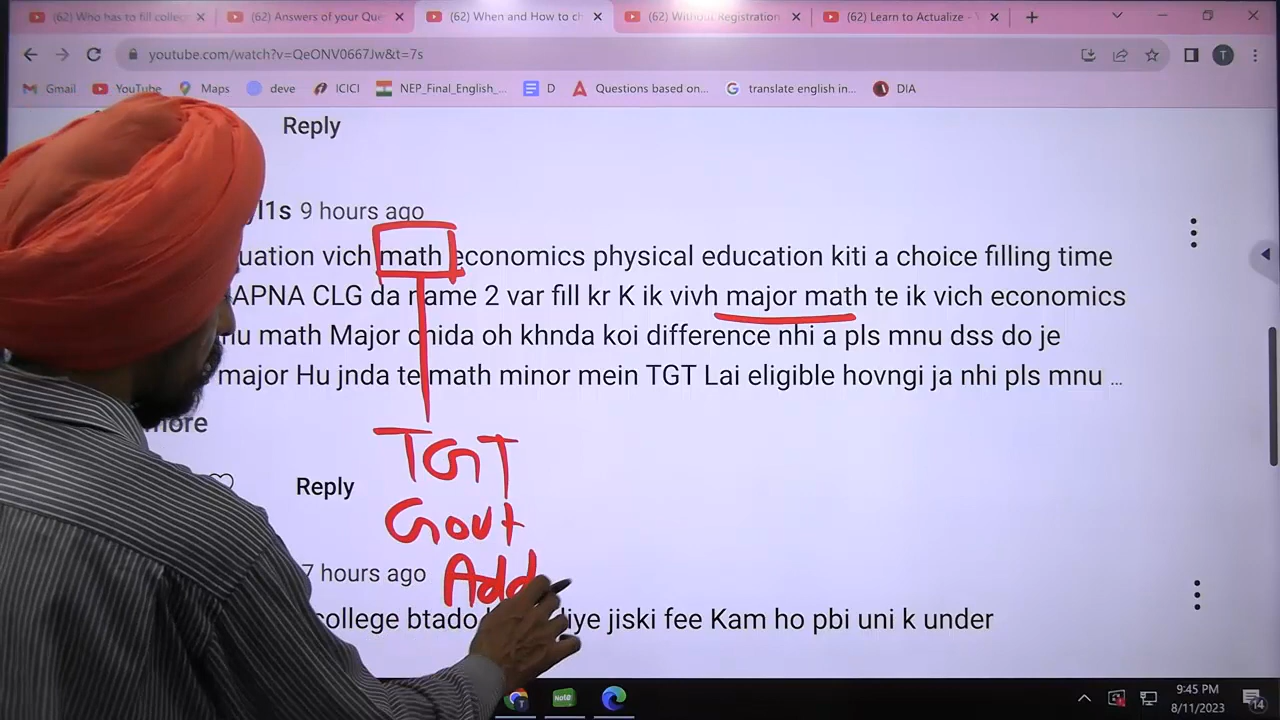 (62) Who has to fill colleg
(62) Answers of your Que
(62) When and How to ch
(62) Without Registration
(62) Learn to Actualize -
youtube.com/watch?v=QeONV0667Jw&t=7s
T
Gmail
YouTube
Maps
deve
ICICI
NEP_Final_English_...
D
Questions based on...
translate english in...
DIA
Reply
l1s 9 hours ago
uation vich math economics physical education kiti a choice filling time
APNA CLG da name 2 var fill kr K ik vivh major math te ik vich economics
nu math Major chida oh khnda koi difference nhi a pls mnu dss do je
major Hu jnda te math minor mein TGT Lai eligible hovngi ja nhi pls mnu ...
more
TGT
Reply
Govt
7 hours ago
Add
college btado diye jiski fee Kam ho pbi uni k under
9:45 PM
8/11/2023
14